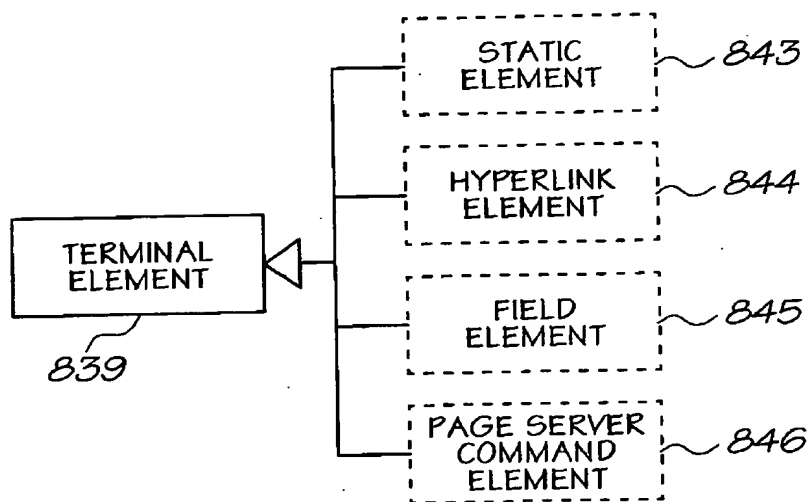 STATIC
ELEMENT
843
HYPERLINK
ELEMENT
844
TERMINAL
ELEMENT
839
FIELD
ELEMENT
845
PAGE SERVER
COMMAND
ELEMENT
846